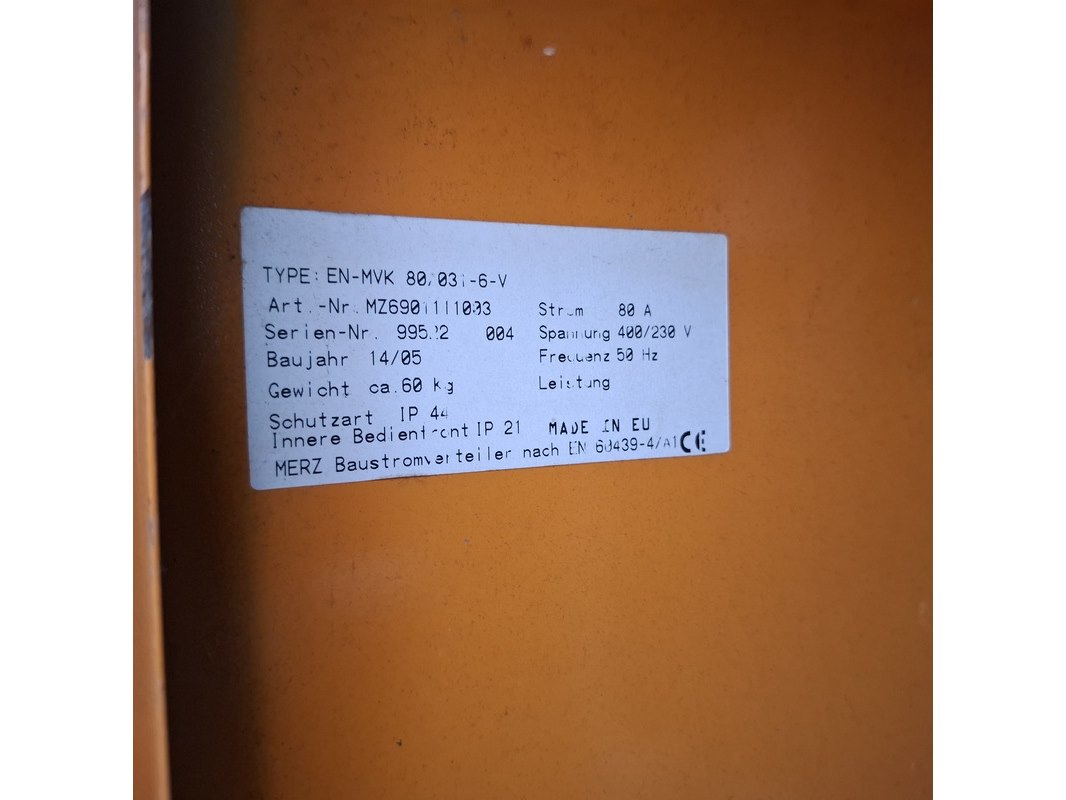 TYPE: EN-MVK
Art.-Nr.
Serien-Nr. 004
Baujahr 14/05
Gewicht ca. 60 kg
Schutzart IP 44
Innere Bedienfront IP 21
Strom 80 A
Spannung 400/230 V
Frequenz 50 Hz
Leistung
MADE IN EU
MERZ Baustromverteiler nach EN 60439-4/A1 CE